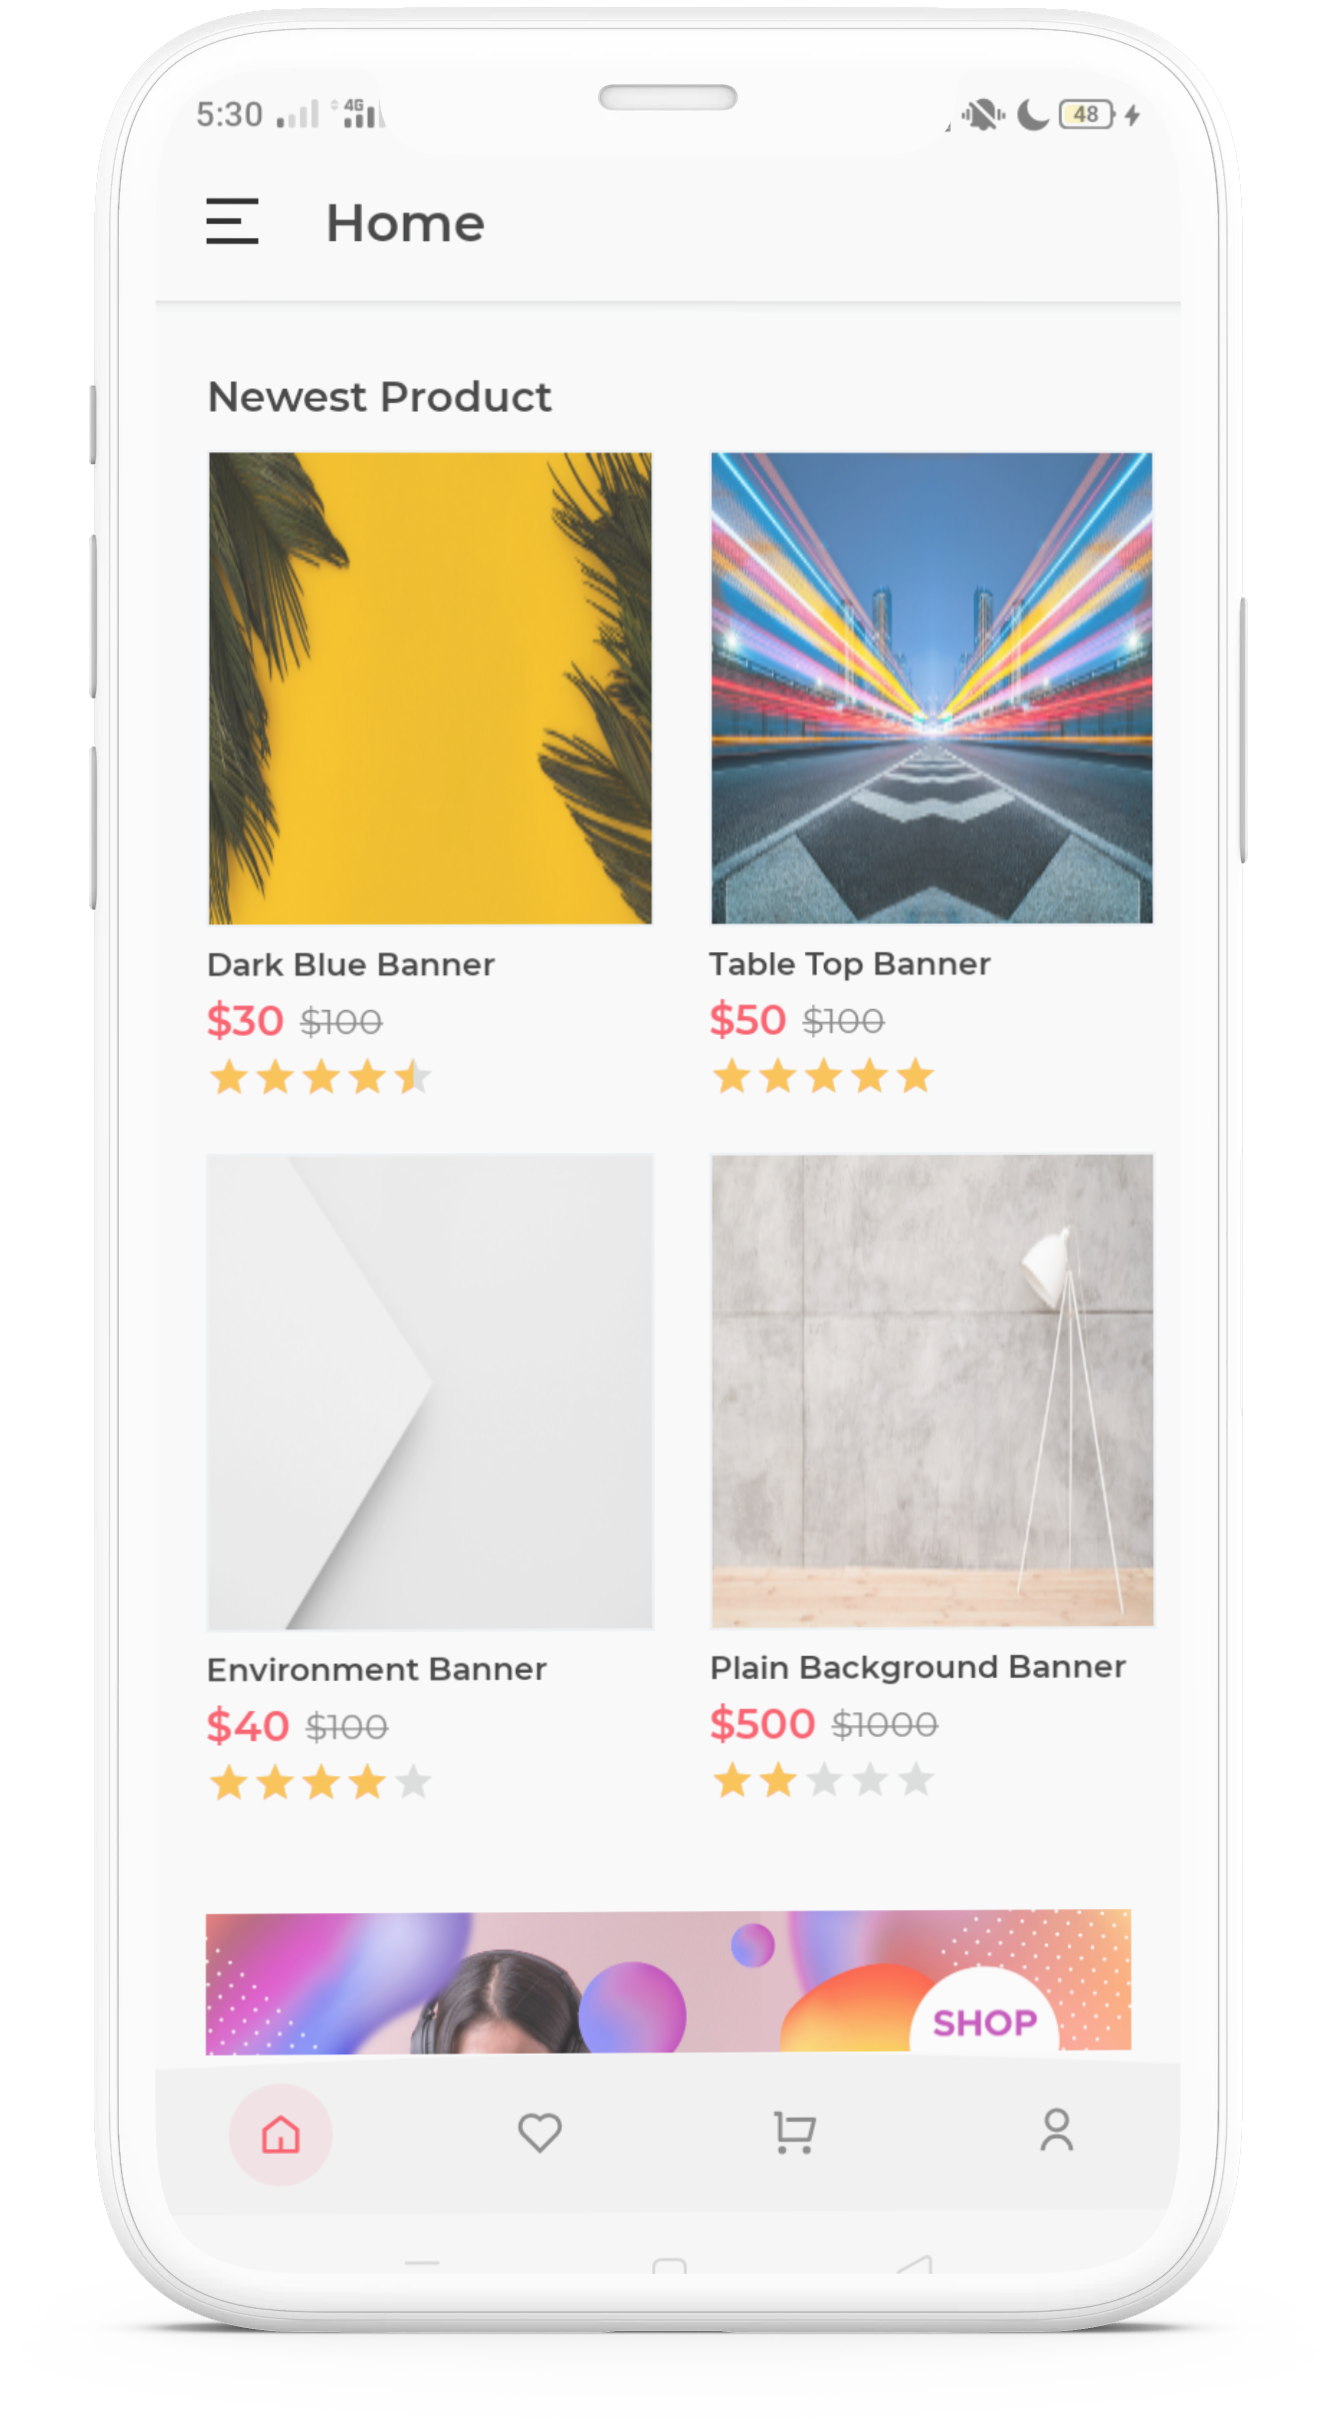 5:30 4G 48
Home
Newest Product
Dark Blue Banner
$30 $100
Table Top Banner
$50 $100
Environment Banner
$40 $100
Plain Background Banner
$500 $1000
SHOP